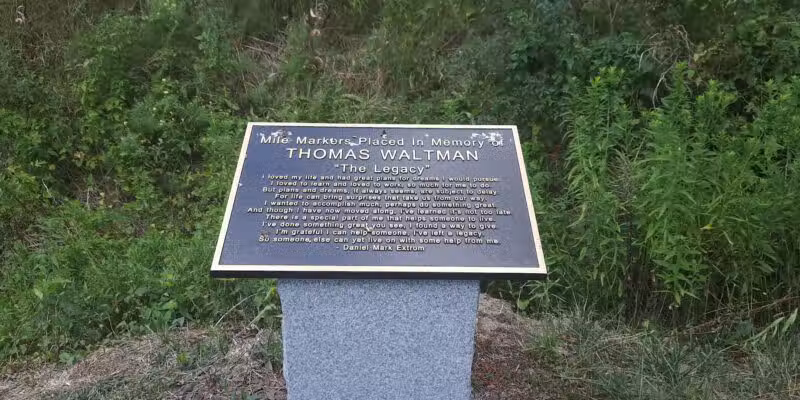 Mile Markers Placed In Memory of
THOMAS WALTMAN
"The Legacy"
I loved my life and had great plans for dreams I would pursue.
I loved to learn and loved to work, so much for me to do.
But plans and dreams, it always seems, are subject to delay
For life can bring surprises that take us from our way.
I wanted to accomplish much, perhaps do something great.
And though I have now moved along, I've learned it's not too late.
There is a special part of me that helps someone to live.
I've done something great you see, I found a way to give.
I'm grateful I can help someone, I've left a legacy.
So someone else can yet live on with some help from me.
- Daniel Mark Extrom